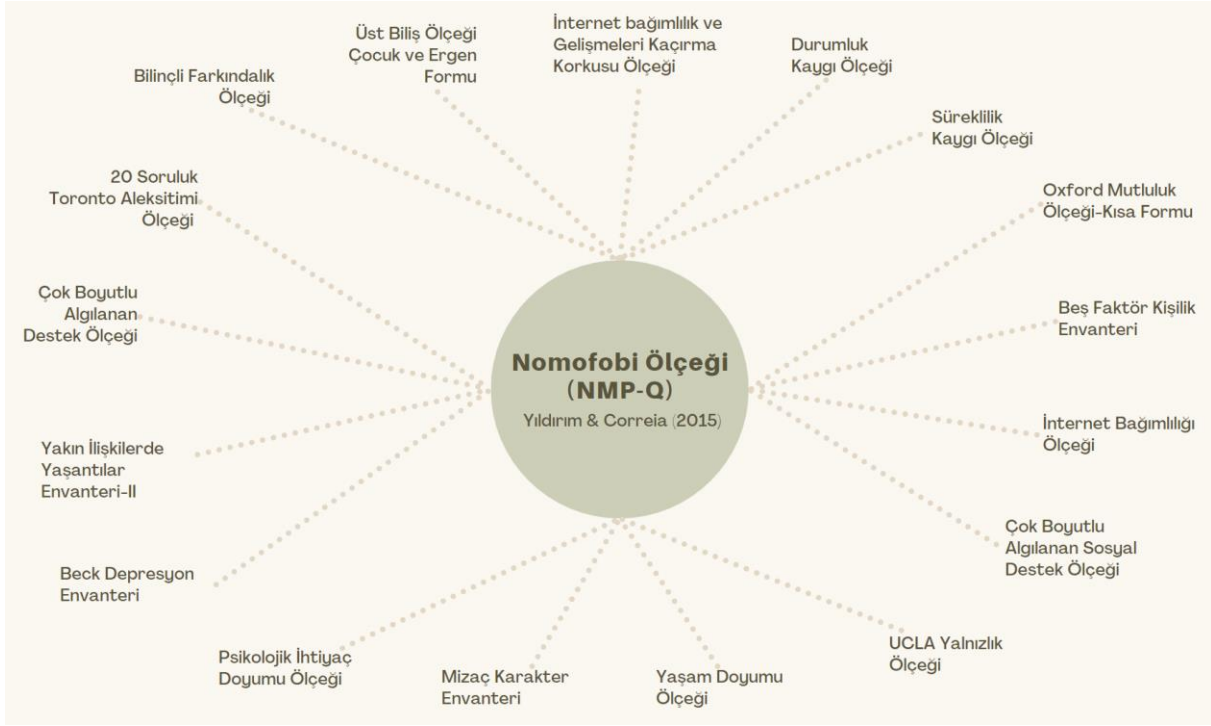 İnternet bağımlılık ve
Gelişmeleri Kaçırma
Korkusu Ölçeği
Üst Biliş Ölçeği
Çocuk ve Ergen
Formu
Durumluk
Kaygı Ölçeği
Bilinçli Farkındalık
Ölçeği
Süreklilik
Kaygı Ölçeği
20 Soruluk
Toronto Aleksitimi
Ölçeği
Oxford Mutluluk
Ölçeği-Kısa Formu
Çok Boyutlu
Algılanan
Destek Ölçeği
Beş Faktör Kişilik
Envanteri
Nomofobi Ölçeği
(NMP-Q)
Yıldırım & Correia (2015)
Yakın İlişkilerde
Yaşantılar
Envanteri-II
İnternet Bağımlılığı
Ölçeği
Çok Boyutlu
Algılanan Sosyal
Destek Ölçeği
Beck Depresyon
Envanteri
Psikolojik İhtiyaç
Doyumu Ölçeği
Mizaç Karakter
Envanteri
Yaşam Doyumu
Ölçeği
UCLA Yalnızlık
Ölçeği